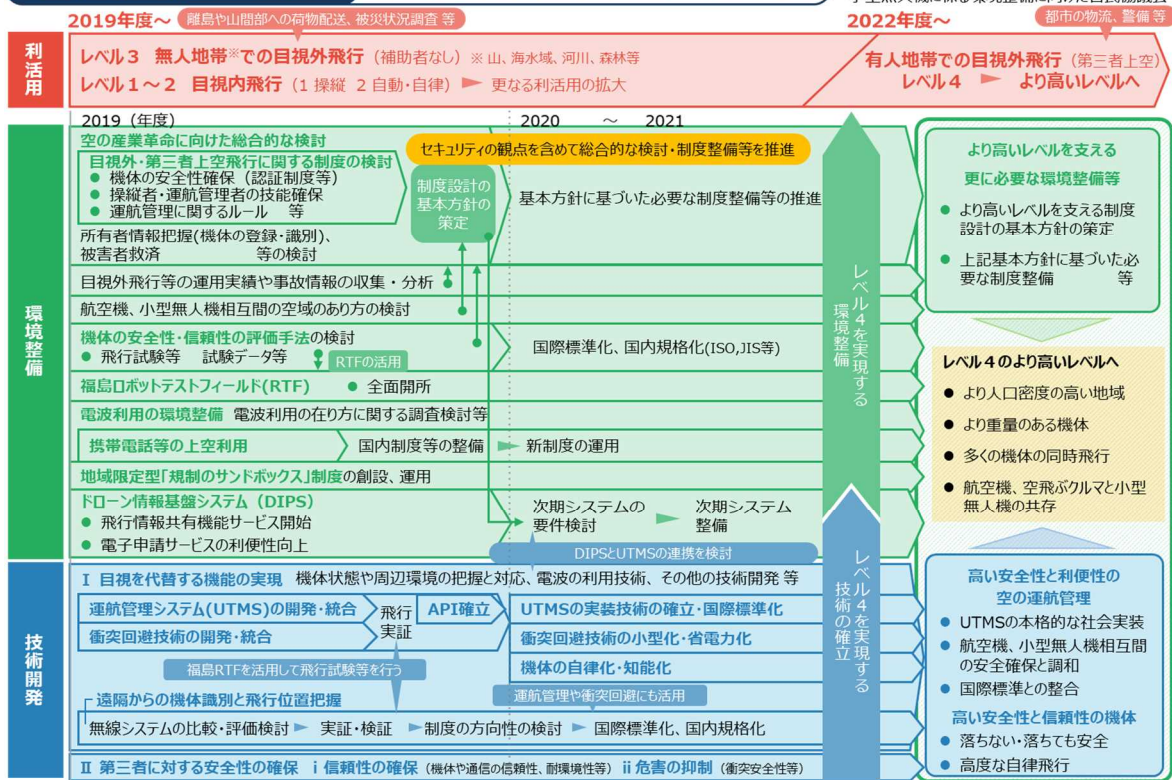 小型無人機に係る環境整備に向けた官民協議会
2019年度～
離島や山間部への荷物配送、被災状況調査 等
2022年度～
都市の物流、警備 等
利活用
レベル３ 無人地帯※での目視外飛行（補助者なし）※ 山、海水域、河川、森林等
レベル１～２ 目視内飛行（１ 操縦 ２ 自動・自律） 更なる利活用の拡大
有人地帯での目視外飛行（第三者上空）
レベル４ より高いレベルへ
環境整備
2019（年度）
2020 ～ 2021
空の産業革命に向けた総合的な検討
セキュリティの観点を含めて総合的な検討・制度整備等を推進
目視外・第三者上空飛行に関する制度の検討
● 機体の安全性確保（認証制度等）
● 操縦者・運航管理者の技能確保
● 運航管理に関するルール 等
制度設計の
基本方針の
策定
基本方針に基づいた必要な制度整備等の推進
所有者情報把握(機体の登録・識別)、
被害者救済 等の検討
目視外飛行等の運用実績や事故情報の収集・分析
航空機、小型無人機相互間の空域のあり方の検討
機体の安全性・信頼性の評価手法の検討
● 飛行試験等 試験データ等
RTFの活用
国際標準化、国内規格化(ISO,JIS等)
福島ロボットテストフィールド(RTF) ● 全面開所
電波利用の環境整備 電波利用の在り方に関する調査検討等
携帯電話等の上空利用 国内制度等の整備 新制度の運用
地域限定型「規制のサンドボックス」制度の創設、運用
ドローン情報基盤システム（DIPS）
● 飛行情報共有機能サービス開始
● 電子申請サービスの利便性向上
次期システムの
要件検討
次期システム
整備
DIPSとUTMSの連携を検討
レベル４を実現する
環境整備
より高いレベルを支える
更に必要な環境整備等
● より高いレベルを支える制度
設計の基本方針の策定
● 上記基本方針に基づいた必
要な制度整備 等
レベル４のより高いレベルへ
● より人口密度の高い地域
● より重量のある機体
● 多くの機体の同時飛行
● 航空機、空飛ぶクルマと小型
無人機の共存
技術開発
Ⅰ 目視を代替する機能の実現 機体状態や周辺環境の把握と対応、電波の利用技術、その他の技術開発 等
運航管理システム(UTMS)の開発・統合
衝突回避技術の開発・統合
飛行
実証
API確立
UTMSの実装技術の確立・国際標準化
衝突回避技術の小型化・省電力化
機体の自律化・知能化
福島RTFを活用して飛行試験等を行う
運航管理や衝突回避にも活用
遠隔からの機体識別と飛行位置把握
無線システムの比較・評価検討 実証・検証 制度の方向性の検討 国際標準化、国内規格化
Ⅱ 第三者に対する安全性の確保 ⅰ 信頼性の確保（機体や通信の信頼性、耐環境性等） ⅱ 危害の抑制（衝突安全性等）
レベル４を実現する
技術の確立
高い安全性と利便性の
空の運航管理
● UTMSの本格的な社会実装
● 航空機、小型無人機相互間
の安全確保と調和
● 国際標準との整合
高い安全性と信頼性の機体
● 落ちない・落ちても安全
● 高度な自律飛行